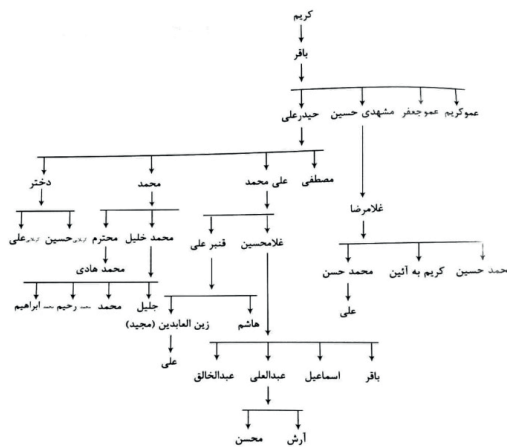 کریم
باقر
عموکریم عموجعفر مشهدی حسین حیدرعلی
مصطفی علی محمد محمد دختر
غلامرضا
حسین علی
غلامحسین قنبر علی
محمد خلیل محترم
محمد هادی
محمد حسین کریم به آئین محمد حسن
علی
جلیل محمد محمد رحیم محمد ابراهیم
هاشم زین العابدین (مجید)
علی
باقر اسماعیل عبدالعلی عبدالخالق
آرش محسن